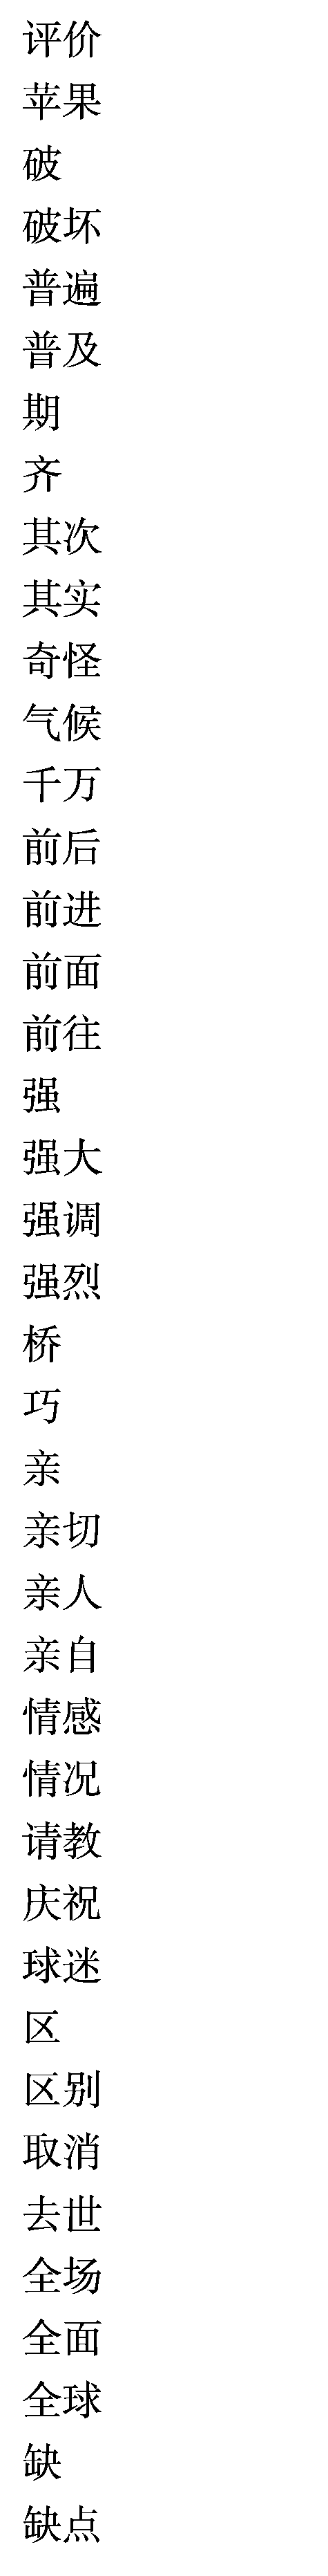 评价
苹果
破
破坏
普遍
普及
期
齐
其次
其实
奇怪
气候
千万
前后
前进
前面
前往
强
强大
强调
强烈
桥
巧
亲
亲切
亲人
亲自
情感
情况
请教
庆祝
球迷
区
区别
取消
去世
全场
全面
全球
缺
缺点